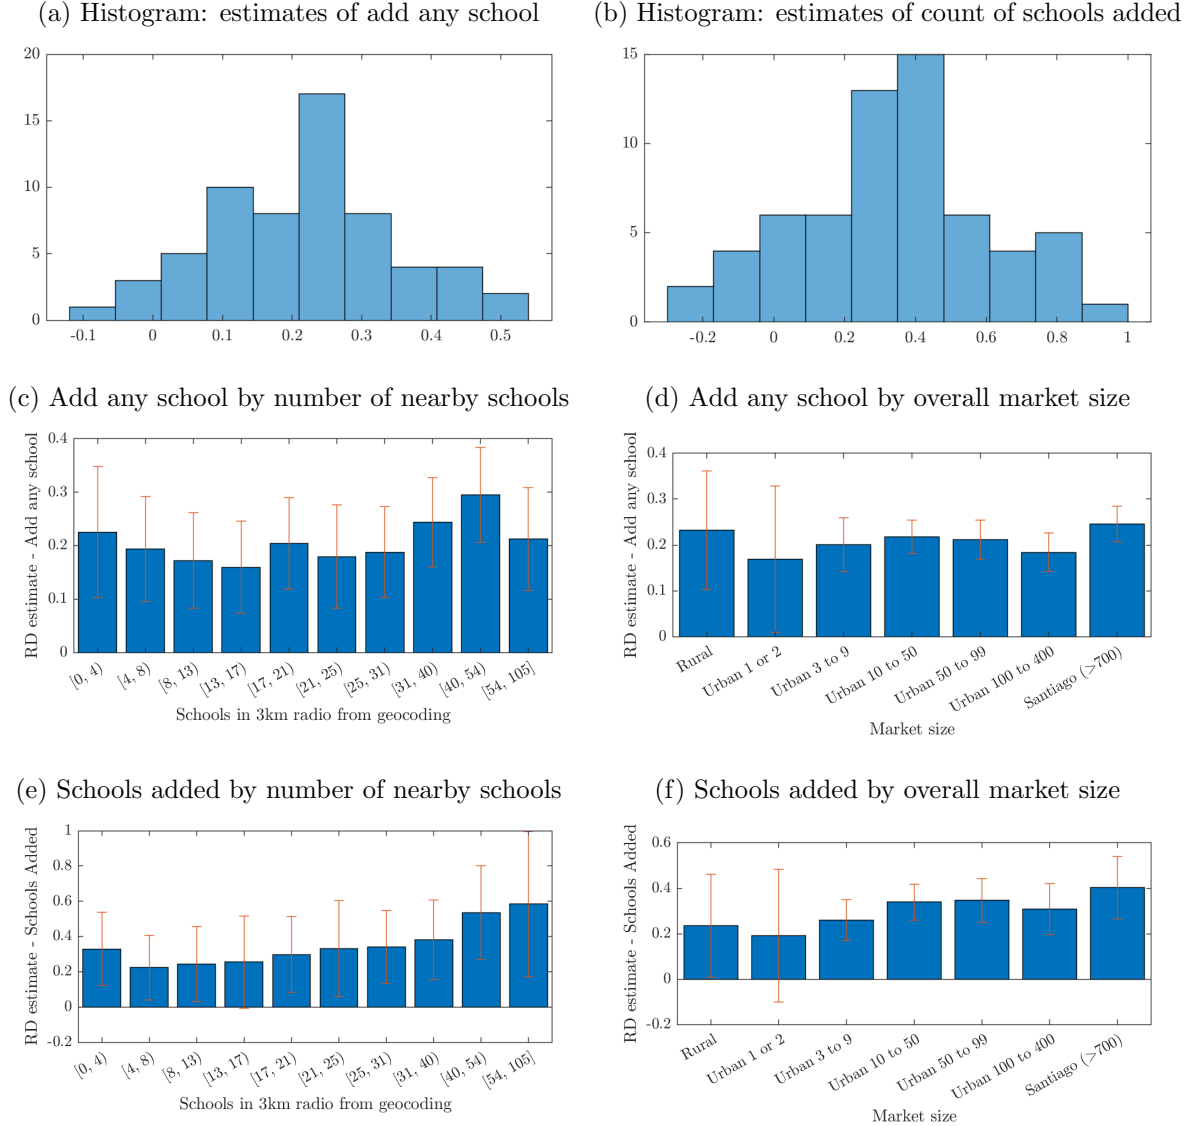 (a) Histogram: estimates of add any school
20
15
10
5
0
-0.1 0 0.1 0.2 0.3 0.4 0.5
(b) Histogram: estimates of count of schools added
15
10
5
0
-0.2 0 0.2 0.4 0.6 0.8 1
(c) Add any school by number of nearby schools
RD estimate - Add any school
0.4
0.3
0.2
0.1
0
[0, 4) [4, 8) [8, 13) [13, 17) [17, 21) [21, 25) [25, 31) [31, 40) [40, 54) [54, 105]
Schools in 3km radio from geocoding
(d) Add any school by overall market size
RD estimate - Add any school
0.4
0.3
0.2
0.1
0
Rural Urban 1 or 2 Urban 3 to 9 Urban 10 to 50 Urban 50 to 99 Urban 100 to 400 Santiago (>700)
Market size
(e) Schools added by number of nearby schools
RD estimate - Schools Added
1
0.8
0.6
0.4
0.2
0
-0.2
[0, 4) [4, 8) [8, 13) [13, 17) [17, 21) [21, 25) [25, 31) [31, 40) [40, 54) [54, 105]
Schools in 3km radio from geocoding
(f) Schools added by overall market size
RD estimate - Schools Added
0.6
0.4
0.2
0
-0.2
Rural Urban 1 or 2 Urban 3 to 9 Urban 10 to 50 Urban 50 to 99 Urban 100 to 400 Santiago (>700)
Market size